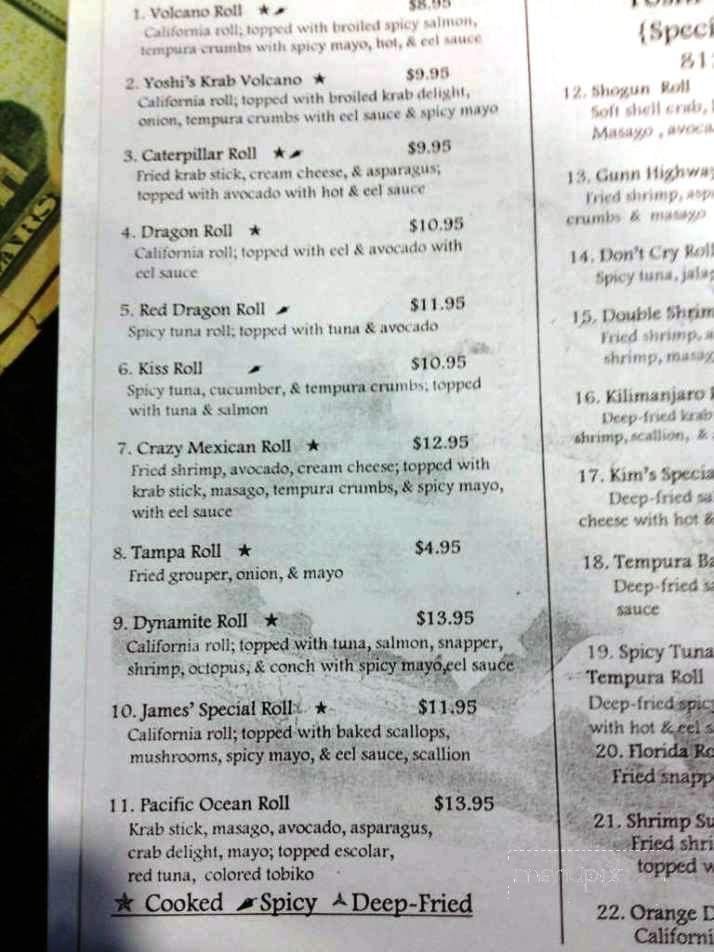 1. Volcano Roll ★ $8.95
California roll; topped with broiled spicy salmon,
tempura crumbs with spicy mayo, hot, & eel sauce
2. Yoshi's Krab Volcano ★ $9.95
California roll; topped with broiled krab delight,
onion, tempura crumbs with eel sauce & spicy mayo
3. Caterpillar Roll ★ $9.95
Fried krab stick, cream cheese, & asparagus;
topped with avocado with hot & eel sauce
4. Dragon Roll ★ $10.95
California roll; topped with eel & avocado with
eel sauce
5. Red Dragon Roll $11.95
Spicy tuna roll; topped with tuna & avocado
6. Kiss Roll $10.95
Spicy tuna, cucumber, & tempura crumbs; topped
with tuna & salmon
7. Crazy Mexican Roll ★ $12.95
Fried shrimp, avocado, cream cheese; topped with
krab stick, masago, tempura crumbs, & spicy mayo,
with eel sauce
8. Tampa Roll ★ $4.95
Fried grouper, onion, & mayo
9. Dynamite Roll ★ $13.95
California roll; topped with tuna, salmon, snapper,
shrimp, octopus, & conch with spicy mayo,eel sauce
10. James' Special Roll ★ $11.95
California roll; topped with baked scallops,
mushrooms, spicy mayo, & eel sauce, scallion
11. Pacific Ocean Roll $13.95
Krab stick, masago, avocado, asparagus,
crab delight, mayo; topped escolar,
red tuna, colored tobiko
★ Cooked Spicy Deep-Fried
{Speci
81
12. Shogun Roll
Soft shell crab,
Masago , avoca
13. Gunn Highway
Fried shrimp, asp
crumbs & masago
14. Don't Cry Roll
Spicy tuna, jala
15. Double Shrim
Fried shrimp, a
shrimp, masag
16. Kilimanjaro
Deep-fried krab
shrimp, scallion, &
17. Kim's Specia
Deep-fried sa
cheese with hot &
18. Tempura Ba
Deep-fried sa
sauce
19. Spicy Tuna
Tempura Roll
Deep-fried spic
with hot & eel s
20. Florida Ro
Fried snapp
21. Shrimp Su
Fried shri
topped w
22. Orange D
Californi
ARS